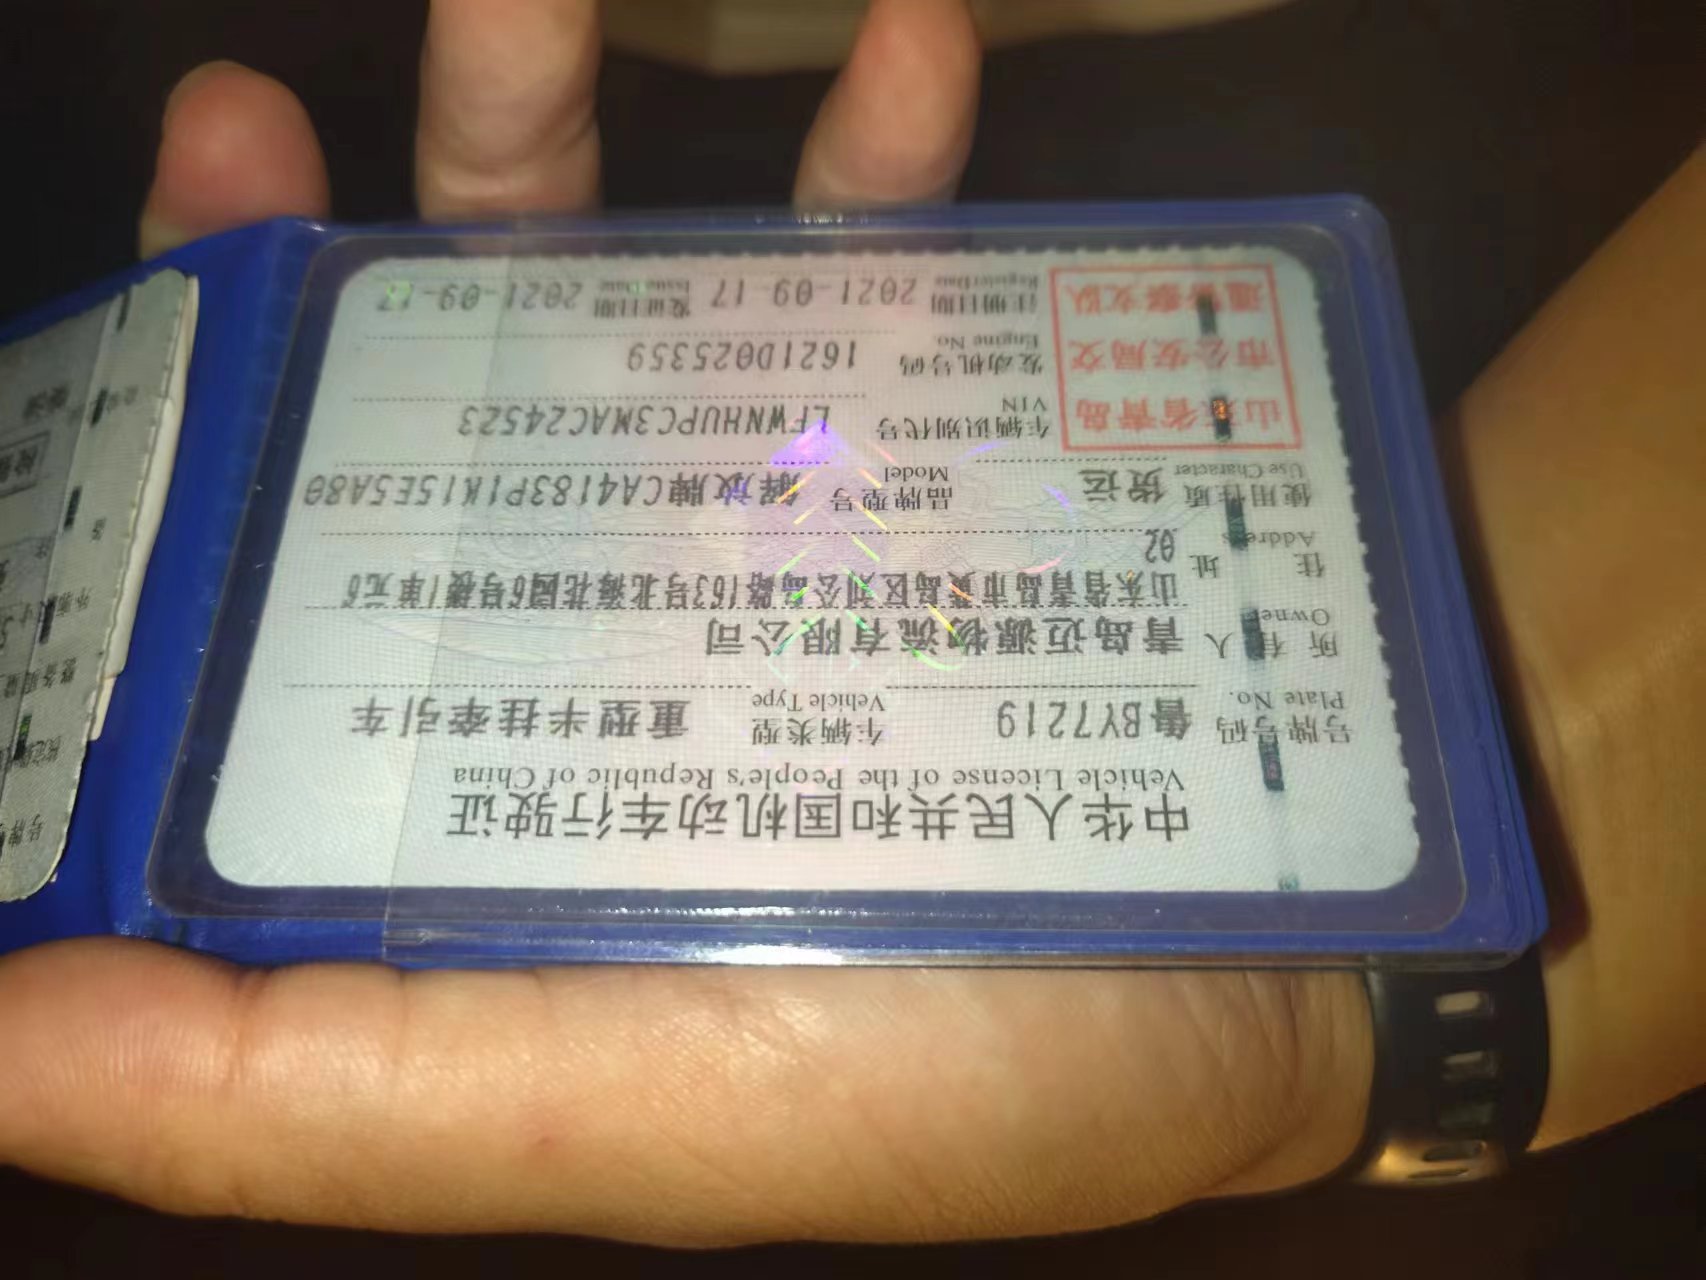 中华人民共和国机动车行驶证
Vehicle License of the People's Republic of China
号牌号码 鲁BY7219 车辆类型 重型半挂牵引车
Plate No. Vehicle Type
所有人 青岛迈源物流有限公司
Owner
住址 山东省青岛市黄岛区刘公岛路163号北海花园6号楼1单元6
02
Address
使用性质 货运 品牌型号 解放牌CA4183P1K15E5A80
Use Character Model
山东省青岛
市公安局交
通警察支队
车辆识别代号 LFWNHUPC3MAC24523
VIN
发动机号码 1621D025359
Engine No.
注册日期 2021-09-17 发证日期 2021-09-17
Register Date Issue Date
号牌